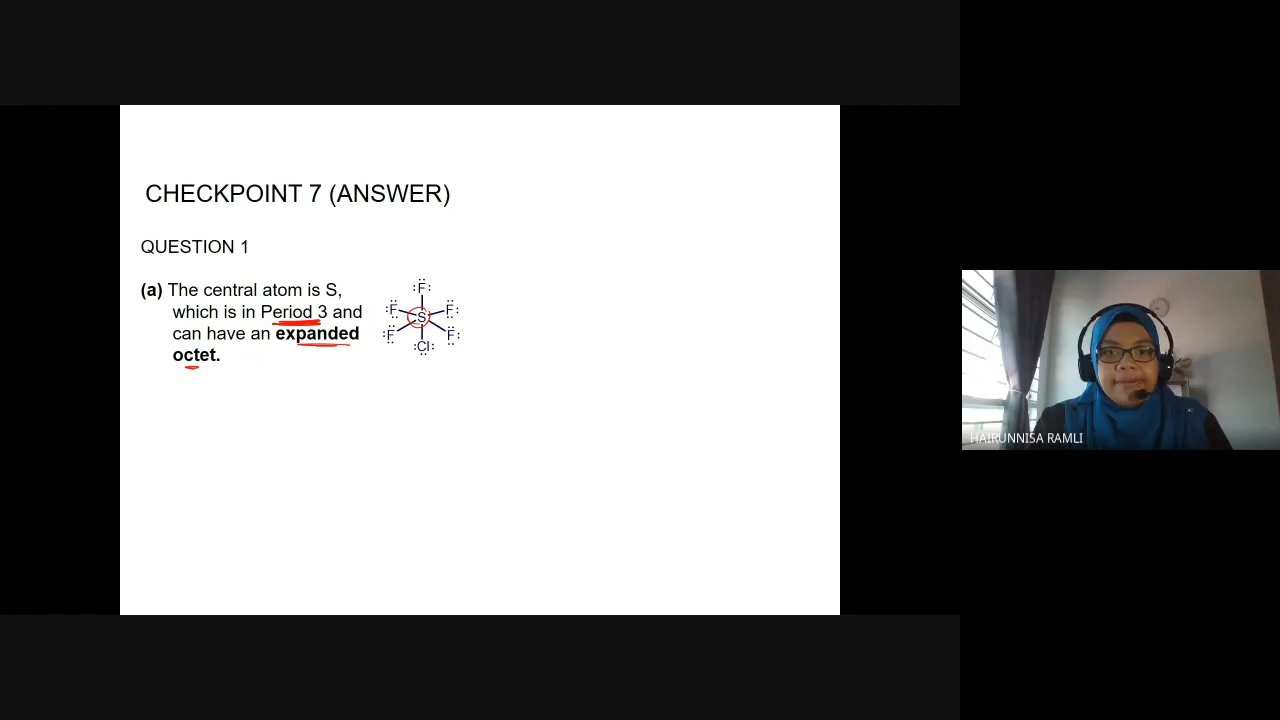 CHECKPOINT 7 (ANSWER)
QUESTION 1
(a) The central atom is S,
which is in Period 3 and
can have an expanded
octet.
F
F S F
F F
Cl
HAIRUNNISA RAMLI